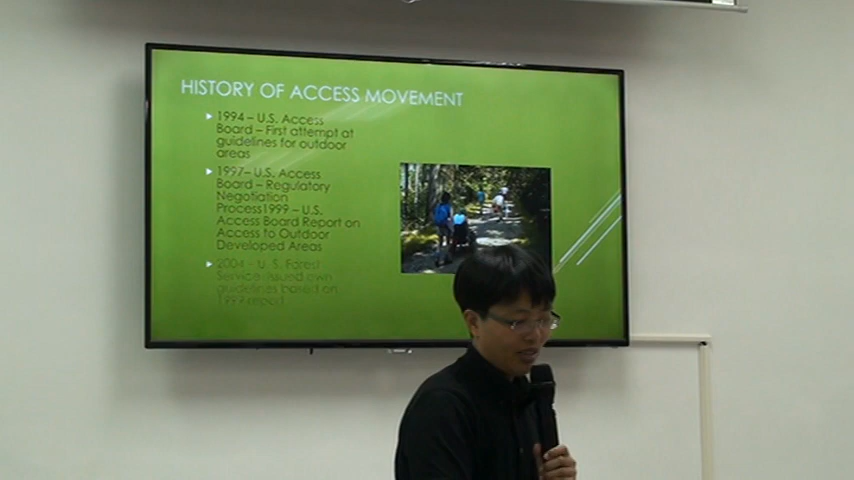 HISTORY OF ACCESS MOVEMENT
1994 – U.S. Access
Board – First attempt at
guidelines for outdoor
areas
1997– U.S. Access
Board – Regulatory
Negotiation
Process1999 – U.S.
Access Board Report on
Access to Outdoor
Developed Areas
2004 – U. S. Forest
Service issued own
guidelines based on
1999 report